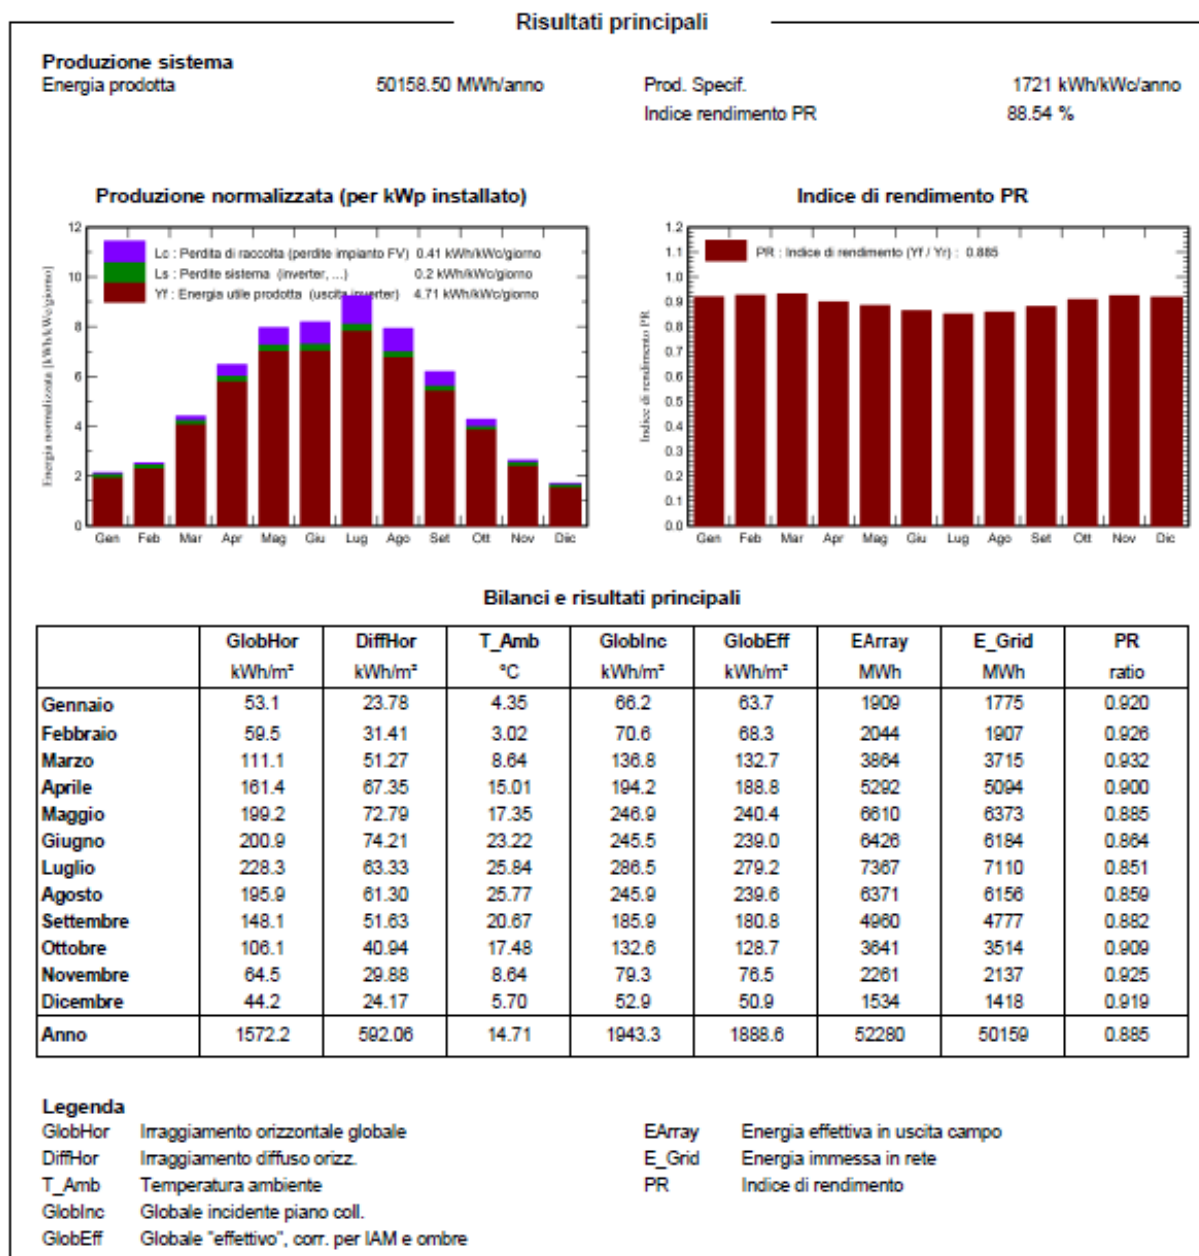 Risultati principali
Produzione sistema
Energia prodotta 50158.50 MWh/anno Prod. Specif. 1721 kWh/kWc/anno
Indice rendimento PR 88.54 %
Produzione normalizzata (per kWp installato)
Energia normalizzata [kWh/kWc/giorno]
12
10
8
6
4
2
0
Lc : Perdita di raccolta (perdite impianto FV) 0.41 kWh/kWc/giorno
Ls : Perdite sistema (inverter, ...) 0.2 kWh/kWc/giorno
Yf : Energia utile prodotta (uscita inverter) 4.71 kWh/kWc/giorno
Gen Feb Mar Apr Mag Giu Lug Ago Set Ott Nov Dic
Indice di rendimento PR
Indice di rendimento PR
1.2
1.1
1.0
0.9
0.8
0.7
0.6
0.5
0.4
0.3
0.2
0.1
0.0
PR : Indice di rendimento (Yf / Yr) : 0.885
Gen Feb Mar Apr Mag Giu Lug Ago Set Ott Nov Dic
Bilanci e risultati principali
GlobHor DiffHor T_Amb GlobInc GlobEff EArray E_Grid PR
kWh/m² kWh/m² °C kWh/m² kWh/m² MWh MWh ratio
Gennaio 53.1 23.78 4.35 66.2 63.7 1909 1775 0.920
Febbraio 59.5 31.41 3.02 70.6 68.3 2044 1907 0.926
Marzo 111.1 51.27 8.64 136.8 132.7 3864 3715 0.932
Aprile 161.4 67.35 15.01 194.2 188.8 5292 5094 0.900
Maggio 199.2 72.79 17.35 246.9 240.4 6610 6373 0.885
Giugno 200.9 74.21 23.22 245.5 239.0 6426 6184 0.864
Luglio 228.3 63.33 25.84 286.5 279.2 7367 7110 0.851
Agosto 195.9 61.30 25.77 245.9 239.6 6371 6156 0.859
Settembre 148.1 51.63 20.67 185.9 180.8 4960 4777 0.882
Ottobre 106.1 40.94 17.48 132.6 128.7 3641 3514 0.909
Novembre 64.5 29.88 8.64 79.3 76.5 2261 2137 0.925
Dicembre 44.2 24.17 5.70 52.9 50.9 1534 1418 0.919
Anno 1572.2 592.06 14.71 1943.3 1888.6 52280 50159 0.885
Legenda
GlobHor Irraggiamento orizzontale globale EArray Energia effettiva in uscita campo
DiffHor Irraggiamento diffuso orizz. E_Grid Energia immessa in rete
T_Amb Temperatura ambiente PR Indice di rendimento
GlobInc Globale incidente piano coll.
GlobEff Globale "effettivo", corr. per IAM e ombre